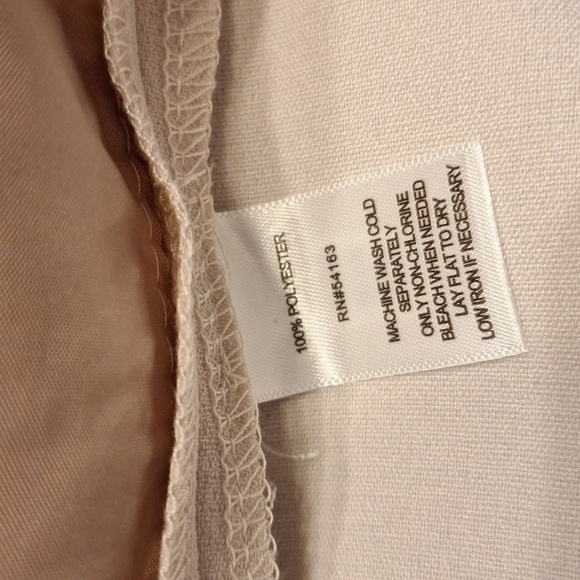 100% POLYESTER
RN#54163
MACHINE WASH COLD
SEPARATELY
ONLY NON-CHLORINE
BLEACH WHEN NEEDED
LAY FLAT TO DRY
LOW IRON IF NECESSARY